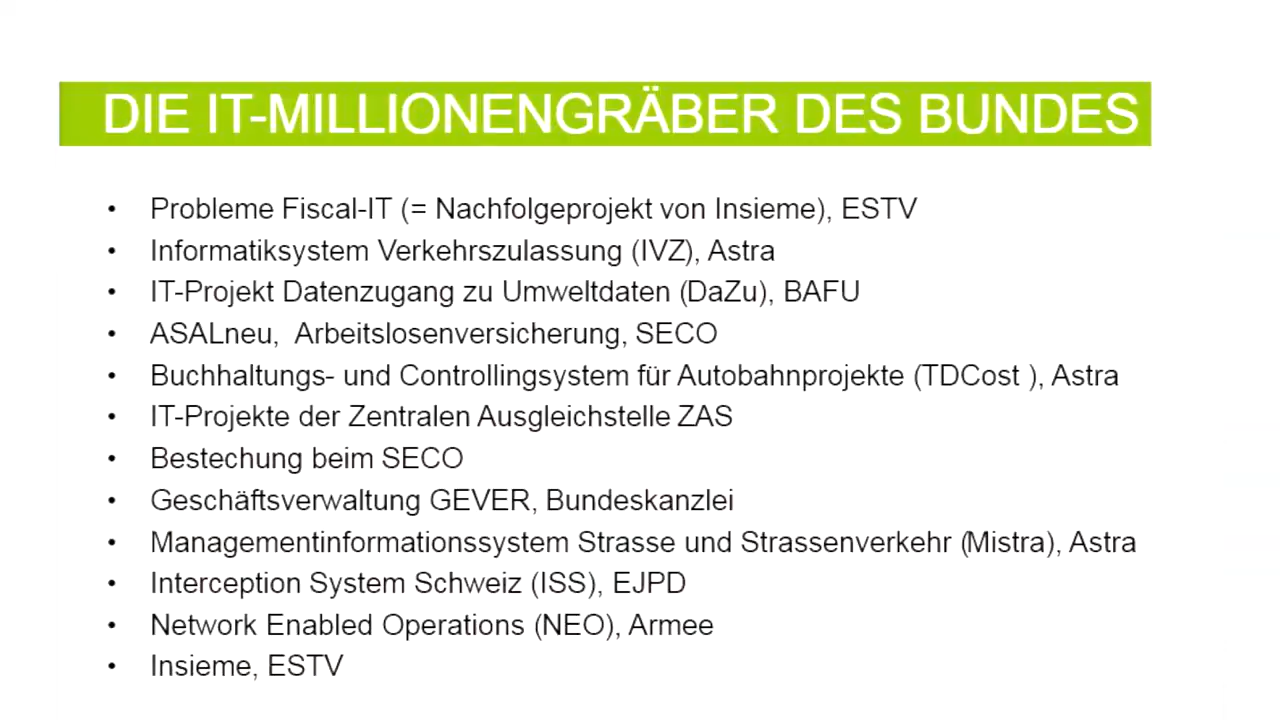 DIE IT-MILLIONENGRÄBER DES BUNDES
• Probleme Fiscal-IT (= Nachfolgeprojekt von Insieme), ESTV
• Informatiksystem Verkehrszulassung (IVZ), Astra
• IT-Projekt Datenzugang zu Umweltdaten (DaZu), BAFU
• ASALneu,  Arbeitslosenversicherung, SECO
• Buchhaltungs- und Controllingsystem für Autobahnprojekte (TDCost ), Astra
• IT-Projekte der Zentralen Ausgleichstelle ZAS
• Bestechung beim SECO
• Geschäftsverwaltung GEVER, Bundeskanzlei
• Managementinformationssystem Strasse und Strassenverkehr (Mistra), Astra
• Interception System Schweiz (ISS), EJPD
• Network Enabled Operations (NEO), Armee
• Insieme, ESTV